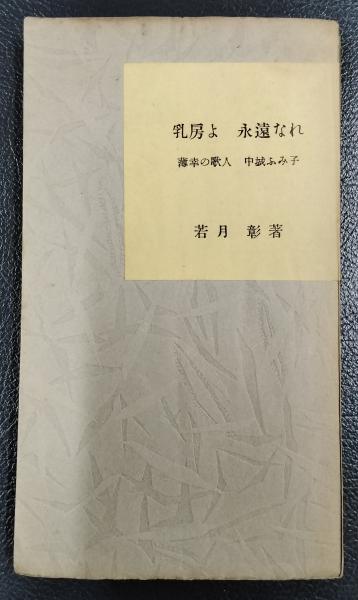 乳房よ 永遠なれ
薄幸の歌人 中城ふみ子
若月 彰著